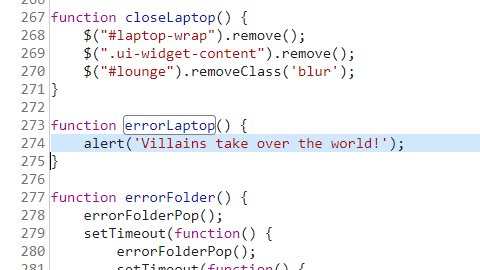 267 function closeLaptop() {
268     $("#laptop-wrap").remove();
269     $(".ui-widget-content").remove();
270     $("#lounge").removeClass('blur');
271 }
272
273 function errorLaptop() {
274     alert('Villains take over the world!');
275 }
276
277 function errorFolder() {
278     errorFolderPop();
279     setTimeout(function() {
280         errorFolderPop();
281         setTimeout(function() {